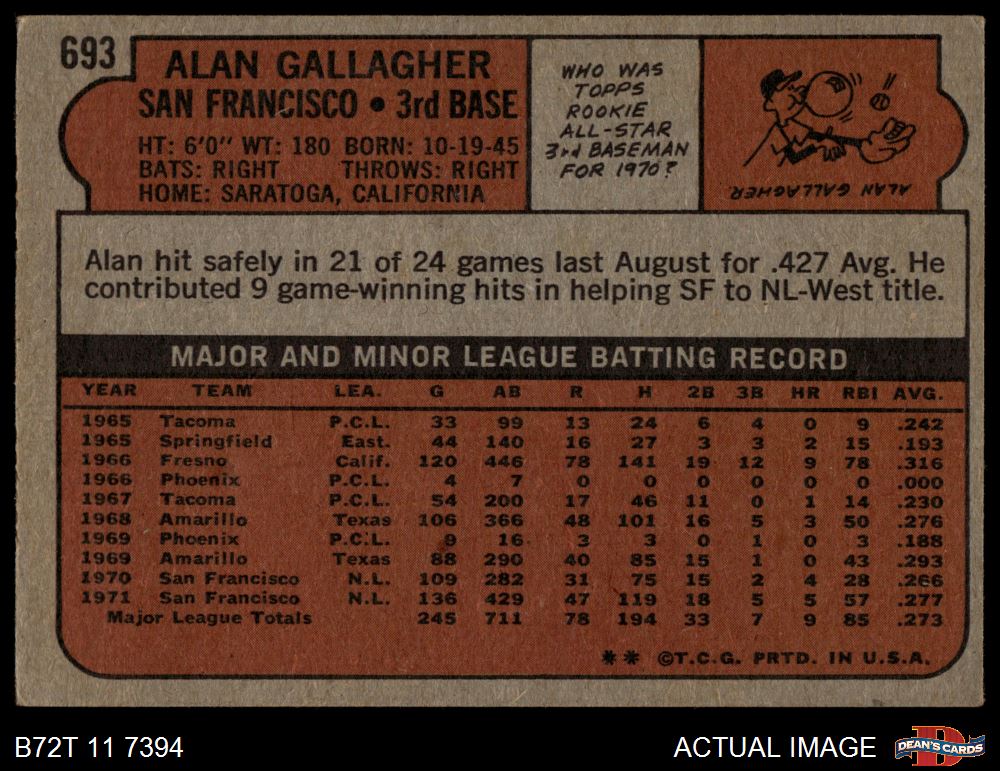 693
ALAN GALLAGHER
SAN FRANCISCO • 3rd BASE
HT: 6'0" WT: 180 BORN: 10-19-45
BATS: RIGHT THROWS: RIGHT
HOME: SARATOGA, CALIFORNIA
WHO WAS
TOPPS
ROOKIE
ALL-STAR
3rd BASEMAN
FOR 1970?
ALAN GALLAGHER
Alan hit safely in 21 of 24 games last August for .427 Avg. He
contributed 9 game-winning hits in helping SF to NL-West title.
MAJOR AND MINOR LEAGUE BATTING RECORD
YEAR TEAM LEA. G AB R H 2B 3B HR RBI AVG.
1965 Tacoma P.C.L. 33 99 13 24 6 4 0 9 .242
1965 Springfield East. 44 140 16 27 3 3 2 15 .193
1966 Fresno Calif. 120 446 78 141 19 12 9 78 .316
1966 Phoenix P.C.L. 4 7 0 0 0 0 0 0 .000
1967 Tacoma P.C.L. 54 200 17 46 11 0 1 14 .230
1968 Amarillo Texas 106 366 48 101 16 5 3 50 .276
1969 Phoenix P.C.L. 9 16 3 3 0 1 0 3 .188
1969 Amarillo Texas 88 290 40 85 15 1 0 43 .293
1970 San Francisco N.L. 109 282 31 75 15 2 4 28 .266
1971 San Francisco N.L. 136 429 47 119 18 5 5 57 .277
Major League Totals 245 711 78 194 33 7 9 85 .273
** ©T.C.G. PRTD. IN U.S.A.
B72T 11 7394
ACTUAL IMAGE
DEAN'S CARDS